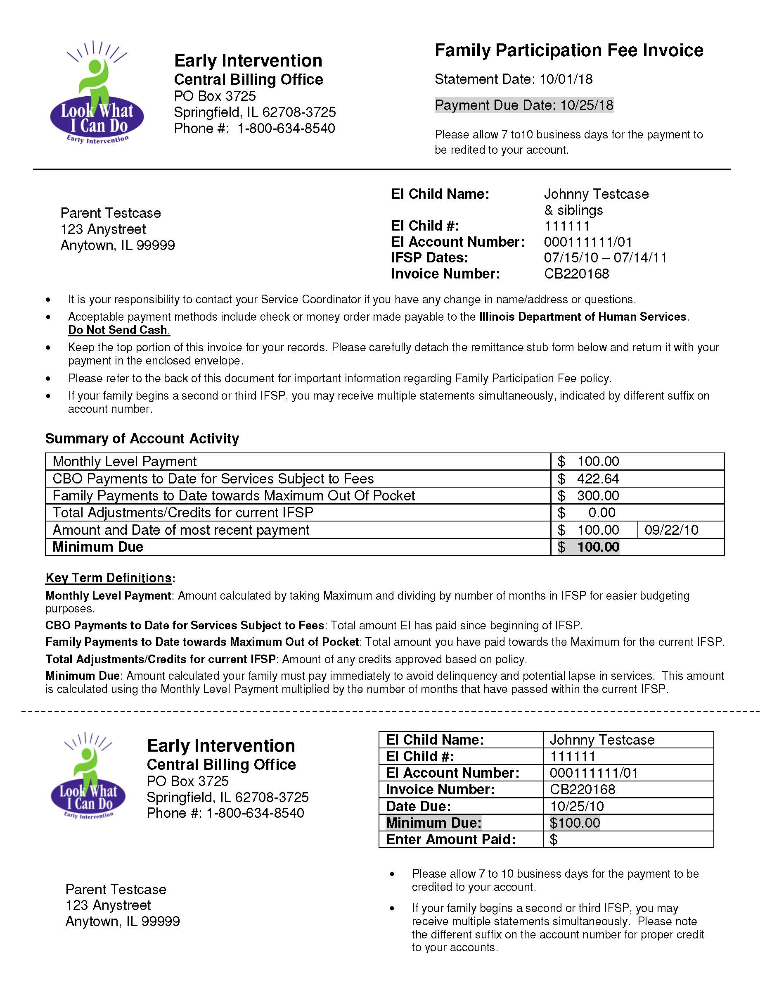 Look What
I Can Do
Early Intervention
Early Intervention
Central Billing Office
PO Box 3725
Springfield, IL 62708-3725
Phone #:  1-800-634-8540
Family Participation Fee Invoice
Statement Date: 10/01/18
Payment Due Date: 10/25/18
Please allow 7 to10 business days for the payment to
be redited to your account.
Parent Testcase
123 Anystreet
Anytown, IL 99999
EI Child Name: Johnny Testcase
& siblings
EI Child #: 111111
EI Account Number: 000111111/01
IFSP Dates: 07/15/10 – 07/14/11
Invoice Number: CB220168
• It is your responsibility to contact your Service Coordinator if you have any change in name/address or questions.
• Acceptable payment methods include check or money order made payable to the Illinois Department of Human Services.
Do Not Send Cash.
• Keep the top portion of this invoice for your records. Please carefully detach the remittance stub form below and return it with your
payment in the enclosed envelope.
• Please refer to the back of this document for important information regarding Family Participation Fee policy.
• If your family begins a second or third IFSP, you may receive multiple statements simultaneously, indicated by different suffix on
account number.
Summary of Account Activity
Monthly Level Payment $ 100.00
CBO Payments to Date for Services Subject to Fees $ 422.64
Family Payments to Date towards Maximum Out Of Pocket $ 300.00
Total Adjustments/Credits for current IFSP $ 0.00
Amount and Date of most recent payment $ 100.00 09/22/10
Minimum Due $ 100.00
Key Term Definitions:
Monthly Level Payment: Amount calculated by taking Maximum and dividing by number of months in IFSP for easier budgeting
purposes.
CBO Payments to Date for Services Subject to Fees: Total amount EI has paid since beginning of IFSP.
Family Payments to Date towards Maximum Out of Pocket: Total amount you have paid towards the Maximum for the current IFSP.
Total Adjustments/Credits for current IFSP: Amount of any credits approved based on policy.
Minimum Due: Amount calculated your family must pay immediately to avoid delinquency and potential lapse in services.  This amount
is calculated using the Monthly Level Payment multiplied by the number of months that have passed within the current IFSP.
Look What
I Can Do
Early Intervention
Early Intervention
Central Billing Office
PO Box 3725
Springfield, IL 62708-3725
Phone #: 1-800-634-8540
EI Child Name: Johnny Testcase
EI Child #: 111111
EI Account Number: 000111111/01
Invoice Number: CB220168
Date Due: 10/25/10
Minimum Due: $100.00
Enter Amount Paid: $
Parent Testcase
123 Anystreet
Anytown, IL 99999
• Please allow 7 to 10 business days for the payment to be
credited to your account.
• If your family begins a second or third IFSP, you may
receive multiple statements simultaneously.  Please note
the different suffix on the account number for proper credit
to your accounts.